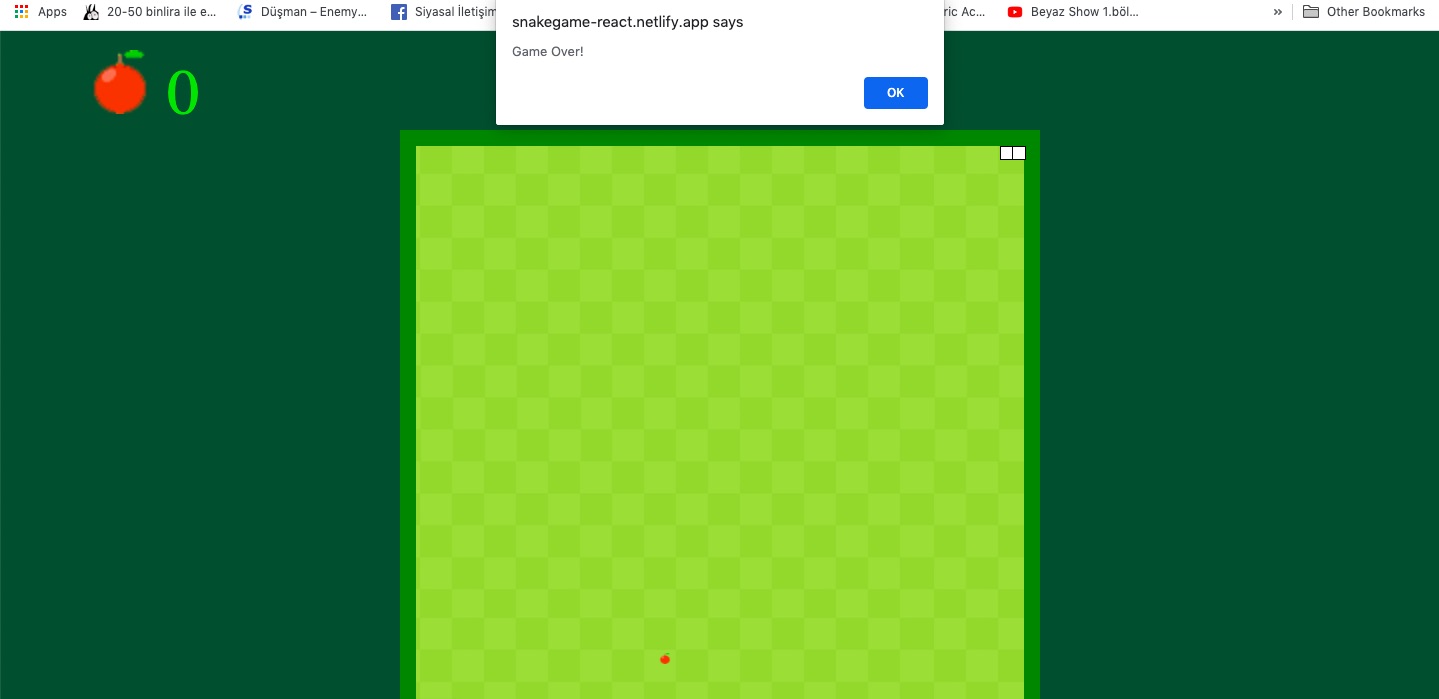 Apps
20-50 binlira ile e...
Düşman – Enemy...
Siyasal İletişim
ric Ac...
Beyaz Show 1.böl...
»
Other Bookmarks
snakegame-react.netlify.app says
Game Over!
OK
0